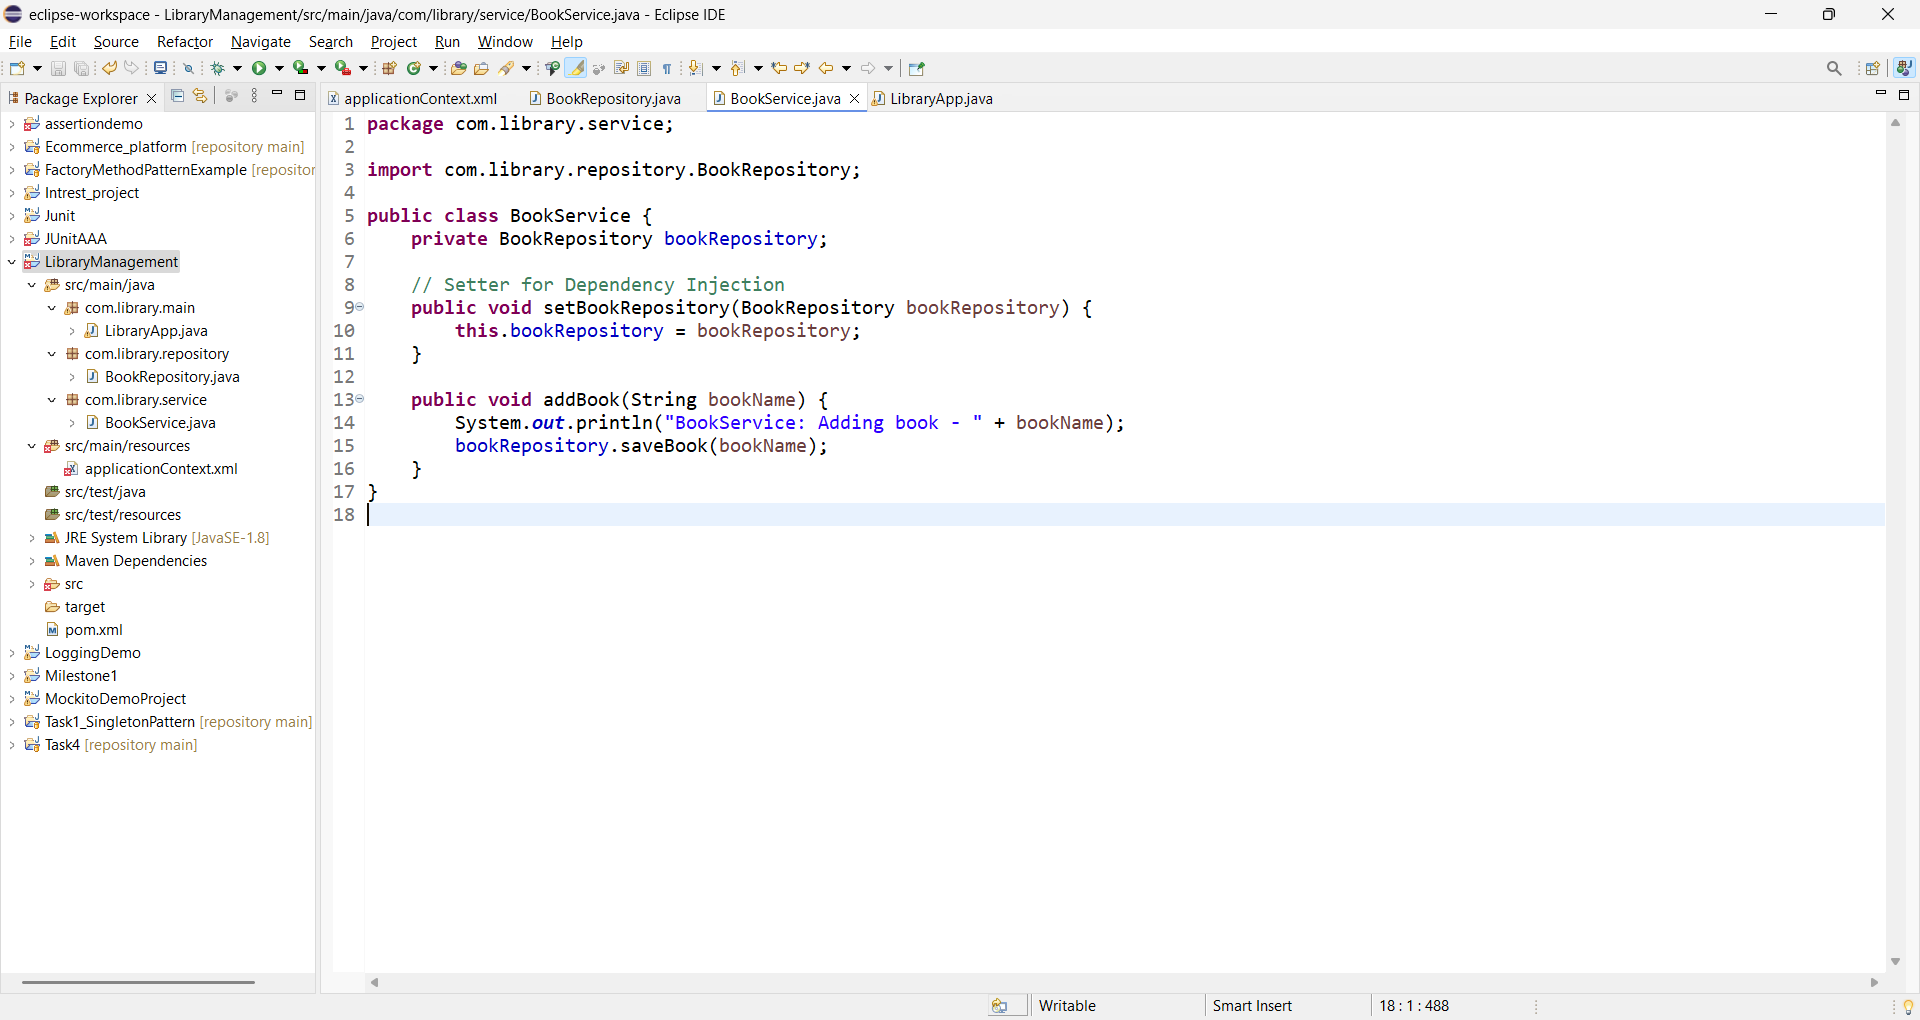 eclipse-workspace - LibraryManagement/src/main/java/com/library/service/BookService.java - Eclipse IDE
File Edit Source Refactor Navigate Search Project Run Window Help
Package Explorer
applicationContext.xml BookRepository.java BookService.java LibraryApp.java
assertiondemo
Ecommerce_platform [repository main]
FactoryMethodPatternExample [repositor
Intrest_project
Junit
JUnitAAA
LibraryManagement
src/main/java
com.library.main
LibraryApp.java
com.library.repository
BookRepository.java
com.library.service
BookService.java
src/main/resources
applicationContext.xml
src/test/java
src/test/resources
JRE System Library [JavaSE-1.8]
Maven Dependencies
src
target
pom.xml
LoggingDemo
Milestone1
MockitoDemoProject
Task1_SingletonPattern [repository main]
Task4 [repository main]
1 package com.library.service;
2
3 import com.library.repository.BookRepository;
4
5 public class BookService {
6     private BookRepository bookRepository;
7
8     // Setter for Dependency Injection
9     public void setBookRepository(BookRepository bookRepository) {
10         this.bookRepository = bookRepository;
11     }
12
13     public void addBook(String bookName) {
14         System.out.println("BookService: Adding book - " + bookName);
15         bookRepository.saveBook(bookName);
16     }
17 }
18
Writable Smart Insert 18 : 1 : 488